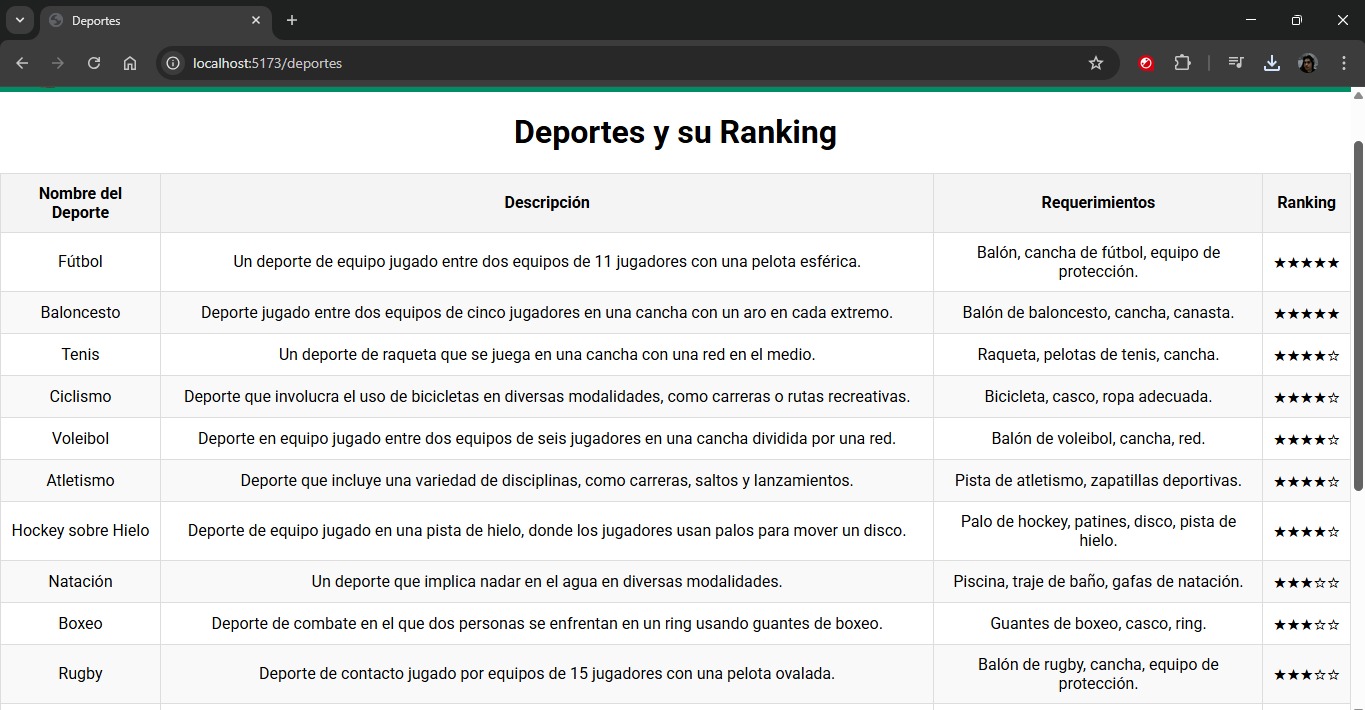 Deportes
localhost:5173/deportes
Deportes y su Ranking
Nombre del
Deporte
Descripción
Requerimientos
Ranking
Fútbol
Un deporte de equipo jugado entre dos equipos de 11 jugadores con una pelota esférica.
Balón, cancha de fútbol, equipo de
protección.
★★★★★
Baloncesto
Deporte jugado entre dos equipos de cinco jugadores en una cancha con un aro en cada extremo.
Balón de baloncesto, cancha, canasta.
★★★★★
Tenis
Un deporte de raqueta que se juega en una cancha con una red en el medio.
Raqueta, pelotas de tenis, cancha.
★★★★☆
Ciclismo
Deporte que involucra el uso de bicicletas en diversas modalidades, como carreras o rutas recreativas.
Bicicleta, casco, ropa adecuada.
★★★★☆
Voleibol
Deporte en equipo jugado entre dos equipos de seis jugadores en una cancha dividida por una red.
Balón de voleibol, cancha, red.
★★★★☆
Atletismo
Deporte que incluye una variedad de disciplinas, como carreras, saltos y lanzamientos.
Pista de atletismo, zapatillas deportivas.
★★★★☆
Hockey sobre Hielo
Deporte de equipo jugado en una pista de hielo, donde los jugadores usan palos para mover un disco.
Palo de hockey, patines, disco, pista de
hielo.
★★★★☆
Natación
Un deporte que implica nadar en el agua en diversas modalidades.
Piscina, traje de baño, gafas de natación.
★★★☆☆
Boxeo
Deporte de combate en el que dos personas se enfrentan en un ring usando guantes de boxeo.
Guantes de boxeo, casco, ring.
★★★☆☆
Rugby
Deporte de contacto jugado por equipos de 15 jugadores con una pelota ovalada.
Balón de rugby, cancha, equipo de
protección.
★★★☆☆